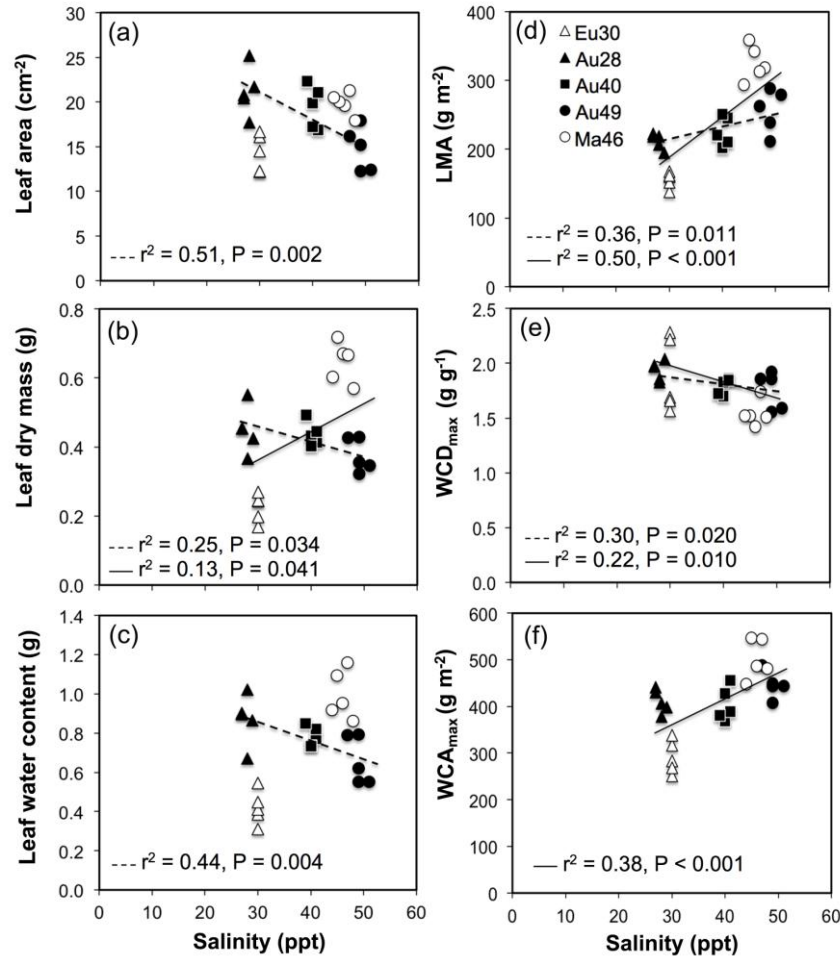 (a)
Leaf area (cm-2)
30
25
20
15
10
5
0
r2 = 0.51, P = 0.002
(d)
Eu30
Au28
Au40
Au49
Ma46
LMA (g m-2)
400
300
200
100
0
r2 = 0.36, P = 0.011
r2 = 0.50, P < 0.001
(b)
Leaf dry mass (g)
0.8
0.6
0.4
0.2
0.0
r2 = 0.25, P = 0.034
r2 = 0.13, P = 0.041
(e)
WCDmax (g g-1)
2.5
2.0
1.5
1.0
0.5
0.0
r2 = 0.30, P = 0.020
r2 = 0.22, P = 0.010
(c)
Leaf water content (g)
1.4
1.2
1.0
0.8
0.6
0.4
0.2
0.0
r2 = 0.44, P = 0.004
0 10 20 30 40 50 60
Salinity (ppt)
(f)
WCAmax (g m-2)
600
500
400
300
200
100
0
r2 = 0.38, P < 0.001
0 10 20 30 40 50 60
Salinity (ppt)